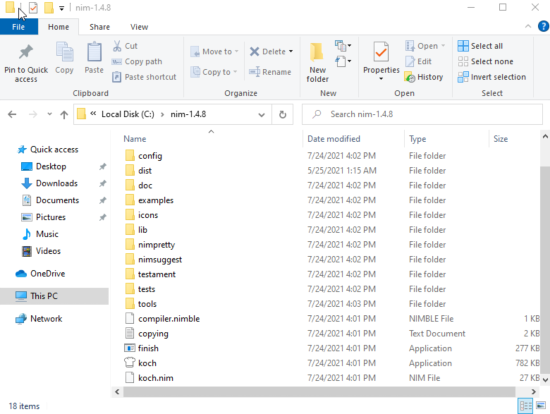 nim-1.4.8
File Home Share View
Pin to Quick access
Copy
Paste
Cut
Copy path
Paste shortcut
Clipboard
Move to
Copy to
Delete
Rename
Organize
New folder
New
Properties
Open
Edit
History
Open
Select all
Select none
Invert selection
Select
« Local Disk (C:) > nim-1.4.8
Search nim-1.4.8
Name Date modified Type Size
Quick access
Desktop
Downloads
Documents
Pictures
Music
Videos
OneDrive
This PC
Network
config 7/24/2021 4:02 PM File folder
dist 5/25/2021 1:15 AM File folder
doc 7/24/2021 4:02 PM File folder
examples 7/24/2021 4:02 PM File folder
icons 7/24/2021 4:02 PM File folder
lib 7/24/2021 4:02 PM File folder
nimpretty 7/24/2021 4:02 PM File folder
nimsuggest 7/24/2021 4:02 PM File folder
testament 7/24/2021 4:02 PM File folder
tests 7/24/2021 4:02 PM File folder
tools 7/24/2021 4:03 PM File folder
compiler.nimble 7/24/2021 4:01 PM NIMBLE File 1 KB
copying 7/24/2021 4:01 PM Text Document 2 KB
finish 7/24/2021 4:01 PM Application 277 KB
koch 7/24/2021 4:01 PM Application 782 KB
koch.nim 7/24/2021 4:01 PM NIM File 27 KB
18 items